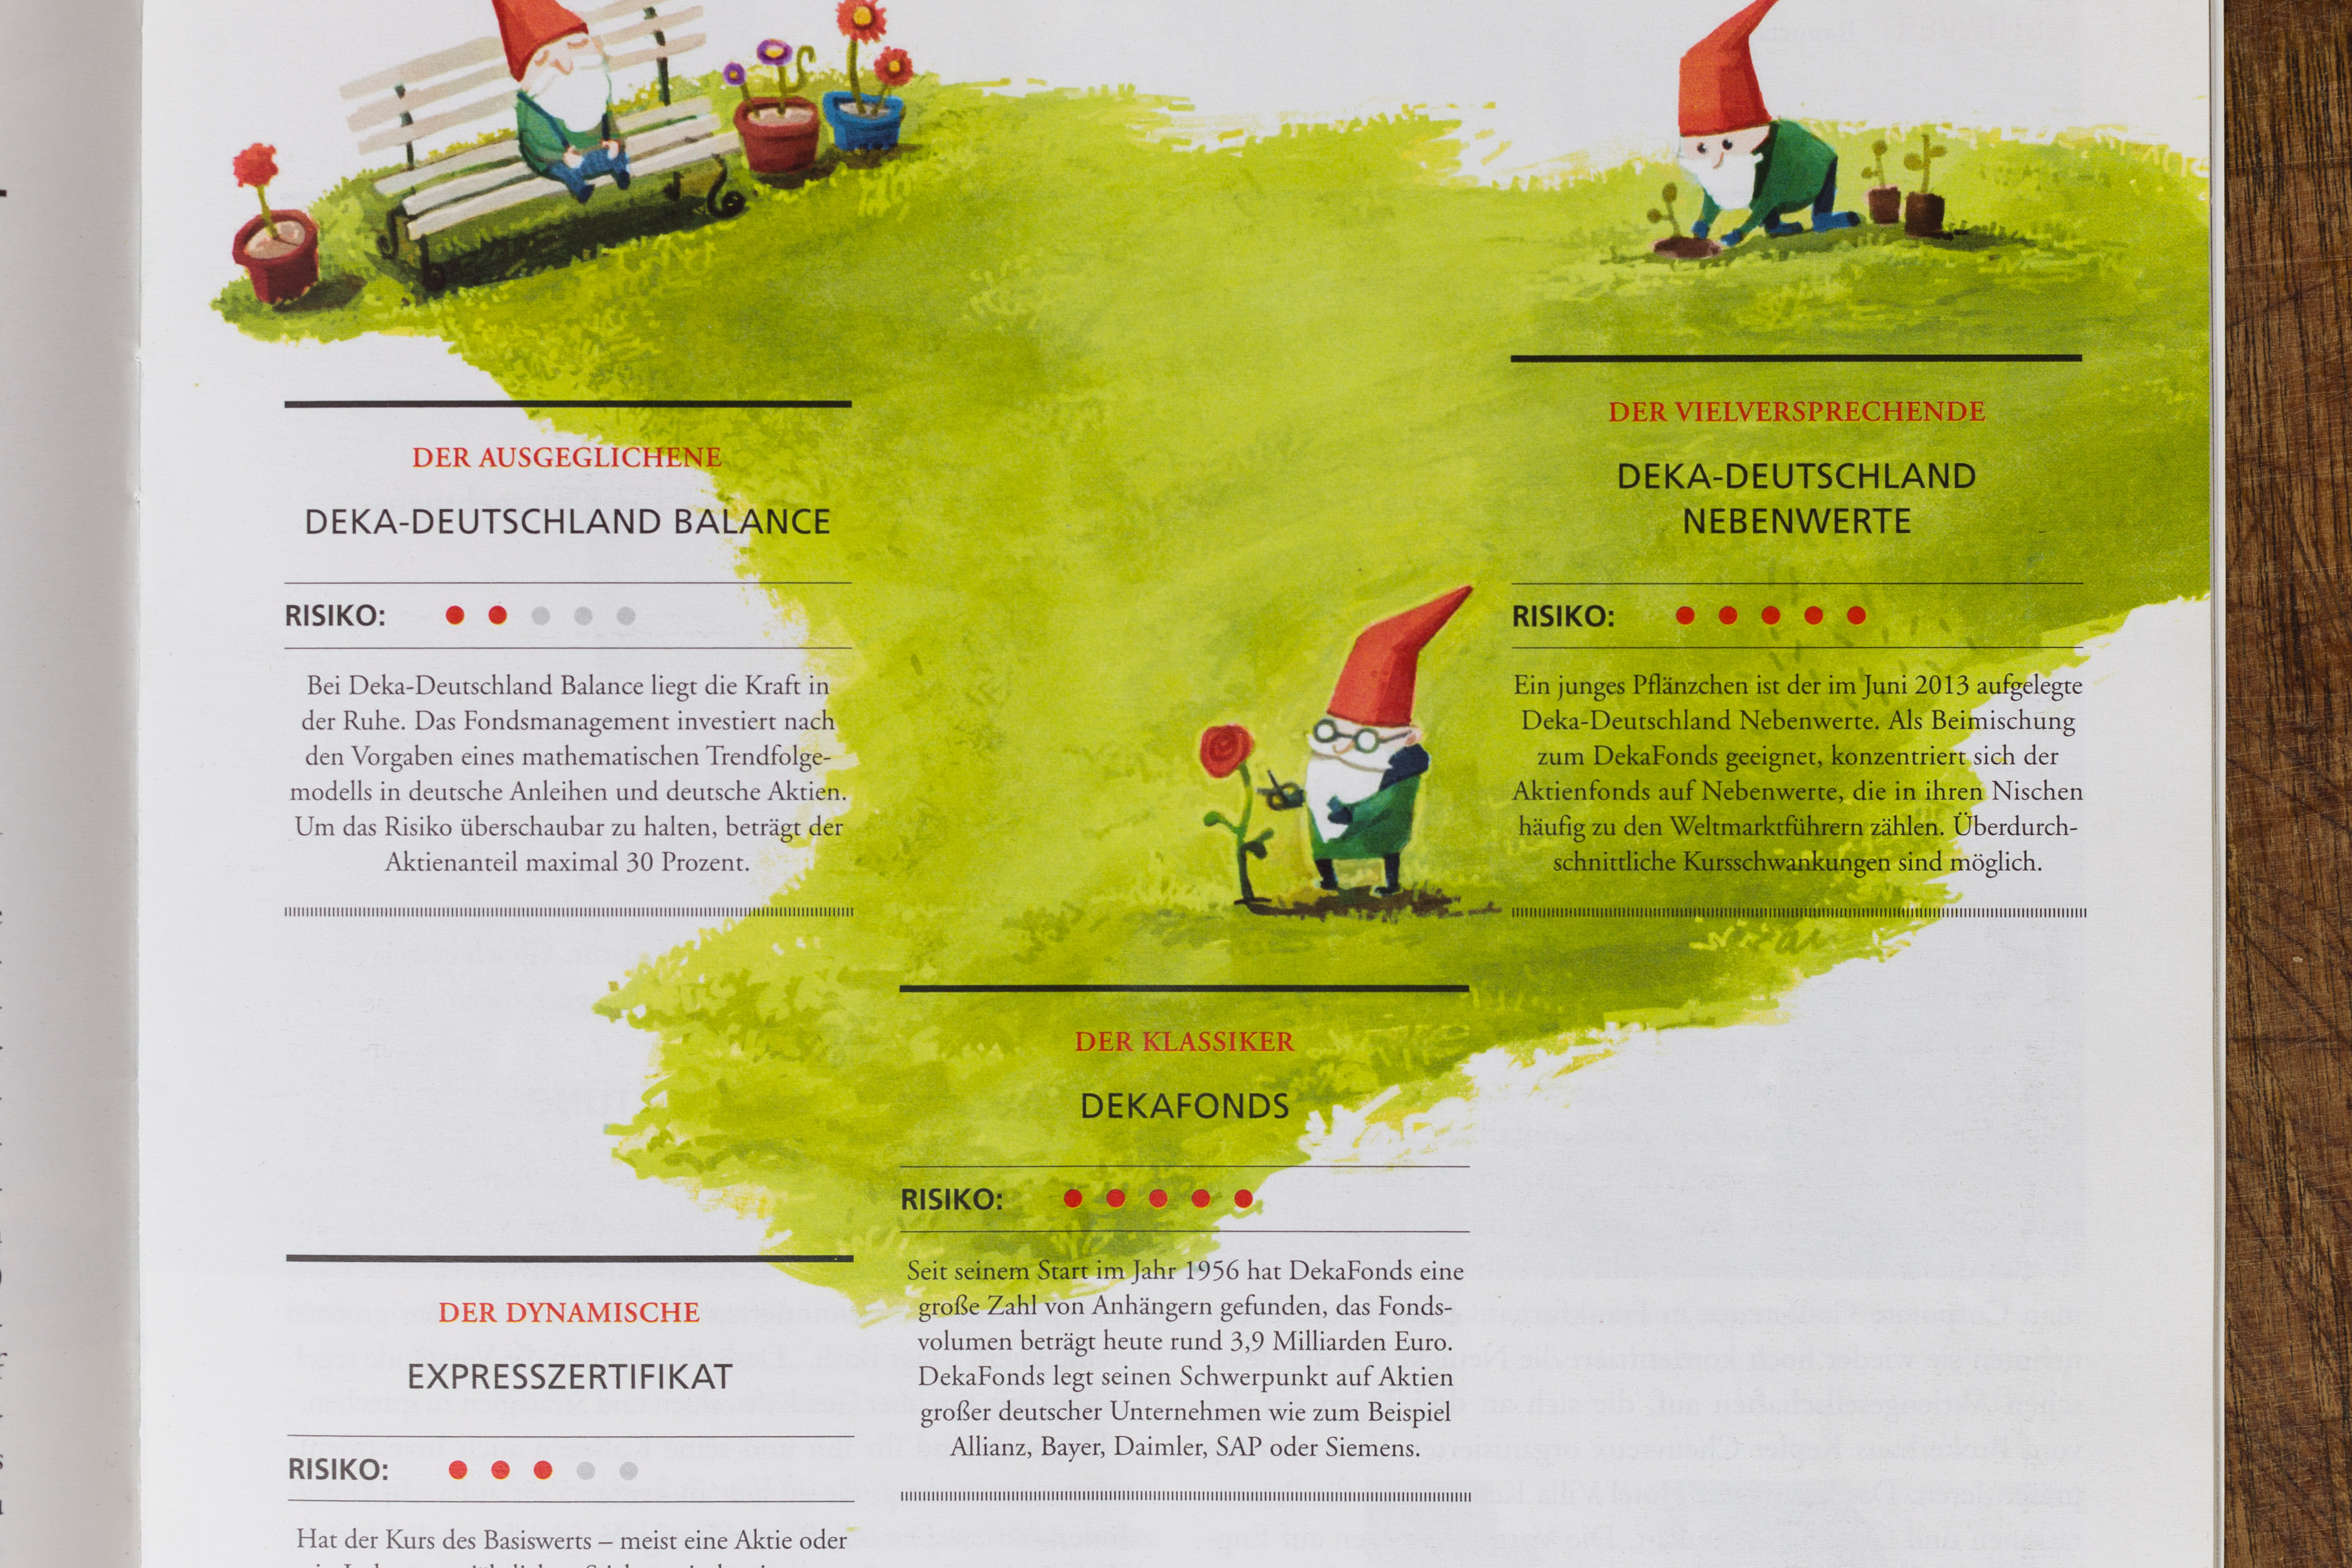 DER AUSGEGLICHENE
DEKA-DEUTSCHLAND BALANCE
RISIKO:
Bei Deka-Deutschland Balance liegt die Kraft in
der Ruhe. Das Fondsmanagement investiert nach
den Vorgaben eines mathematischen Trendfolge-
modells in deutsche Anleihen und deutsche Aktien.
Um das Risiko überschaubar zu halten, beträgt der
Aktienanteil maximal 30 Prozent.
DER VIELVERSPRECHENDE
DEKA-DEUTSCHLAND
NEBENWERTE
RISIKO:
Ein junges Pflänzchen ist der im Juni 2013 aufgelegte
Deka-Deutschland Nebenwerte. Als Beimischung
zum DekaFonds geeignet, konzentriert sich der
Aktienfonds auf Nebenwerte, die in ihren Nischen
häufig zu den Weltmarktführern zählen. Überdurch-
schnittliche Kursschwankungen sind möglich.
DER KLASSIKER
DEKAFONDS
RISIKO:
Seit seinem Start im Jahr 1956 hat DekaFonds eine
große Zahl von Anhängern gefunden, das Fonds-
volumen beträgt heute rund 3,9 Milliarden Euro.
DekaFonds legt seinen Schwerpunkt auf Aktien
großer deutscher Unternehmen wie zum Beispiel
Allianz, Bayer, Daimler, SAP oder Siemens.
DER DYNAMISCHE
EXPRESSZERTIFIKAT
RISIKO:
Hat der Kurs des Basiswerts – meist eine Aktie oder